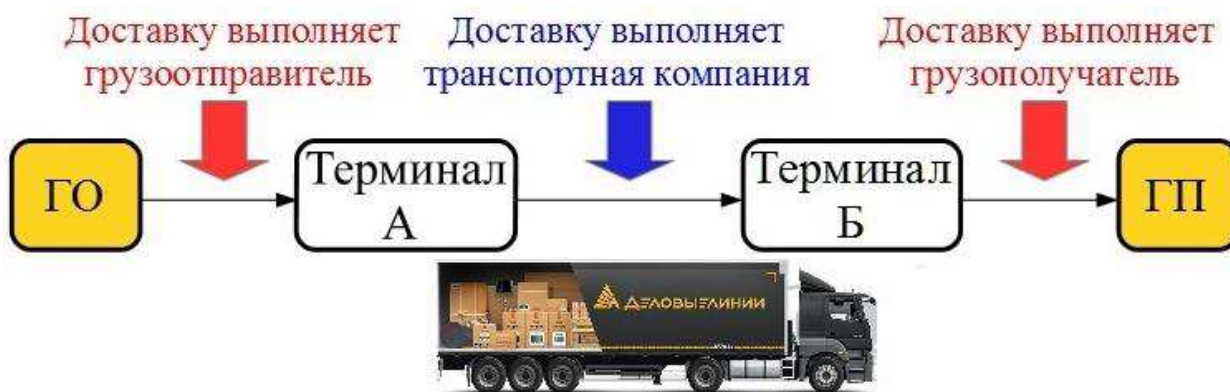 Доставку выполняет
грузоотправитель
Доставку выполняет
транспортная компания
Доставку выполняет
грузополучатель
ГО
Терминал
А
Терминал
Б
ГП
ДЕЛОВЫЕ ЛИНИИ